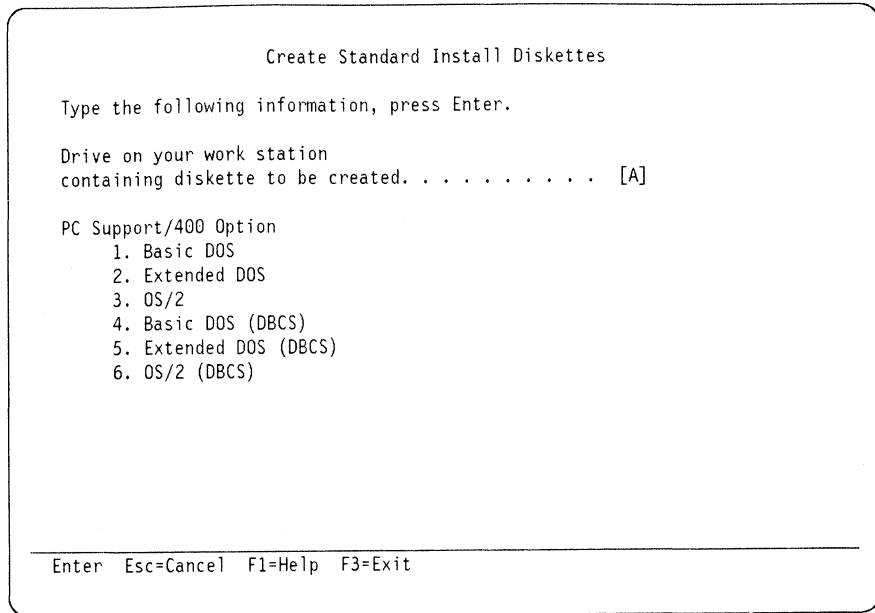 Create Standard Install Diskettes
Type the following information, press Enter.
Drive on your work station
containing diskette to be created. . . . . . . . . . [A]
PC Support/400 Option
1. Basic DOS
2. Extended DOS
3. OS/2
4. Basic DOS (DBCS)
5. Extended DOS (DBCS)
6. OS/2 (DBCS)
Enter Esc=Cancel F1=Help F3=Exit